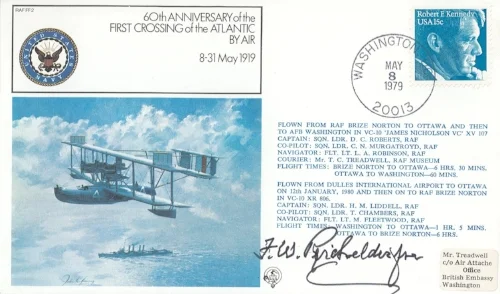 RAF FF3
60th ANNIVERSARY of the
FIRST CROSSING of the ATLANTIC
BY AIR
8-31 May 1919
UNITED STATES
NAVY
Robert F. Kennedy
USA 15c
WASHINGTON
MAY
8
1979
20013
FLOWN FROM RAF BRIZE NORTON TO OTTAWA AND THEN
TO AFB WASHINGTON IN VC-10 'JAMES NICHOLSON VC' XV 107
CAPTAIN: SQN. LDR. D. C. ROBERTS, RAF
CO-PILOT: SQN. LDR. C. N. MURGATROYD, RAF
NAVIGATOR: FLT. LT. L. A. ROBINSON, RAF
COURIER: Mr. T. C. TREADWELL, RAF MUSEUM
FLIGHT TIMES: BRIZE NORTON TO OTTAWA—6 HRS. 30 MINS.
OTTAWA TO WASHINGTON—65 MINS.
FLOWN FROM DULLES INTERNATIONAL AIRPORT TO OTTAWA
ON 12th JANUARY, 1980 AND THEN ON TO RAF BRIZE NORTON
IN VC-10 XR 806.
CAPTAIN: SQN. LDR. H. M. LIDDELL, RAF
CO-PILOT: SQN. LDR. T. CHAMBERS, RAF
NAVIGATOR: FLT. LT. M. FLEETWOOD, RAF
FLIGHT TIMES: WASHINGTON TO OTTAWA—1 HR. 5 MINS.
OTTAWA TO BRIZE NORTON—6 HRS.
Mr. Treadwell
c/o Air Attache
Office
British Embassy
Washington